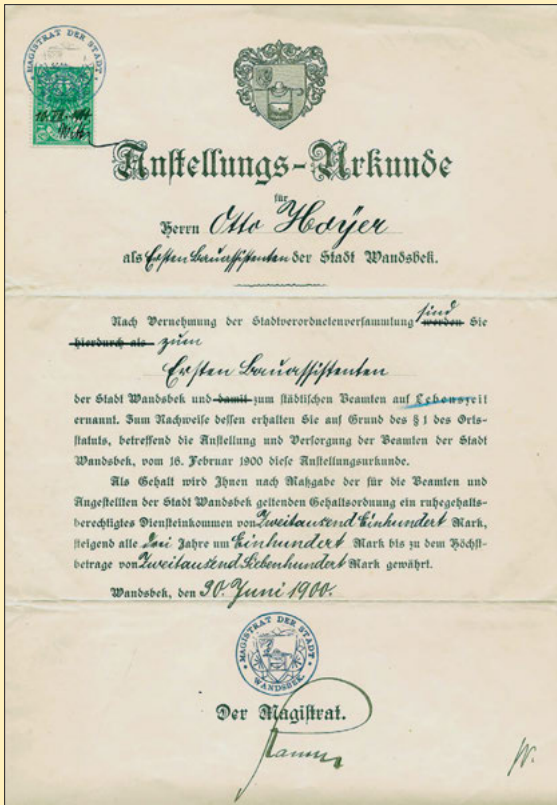 MAGISTRAT DER STADT
Anstellungs-Urkunde
für
Herrn Otto Hoÿer
als Ersten Bauassistenten der Stadt Wandsbek.
Nach Vernehmung der Stadtverordnetenversammlung werden sind Sie
hierdurch als zum
Ersten Bauassistenten
der Stadt Wandsbek und damit zum städtischen Beamten auf Lebenszeit
ernannt. Zum Nachweise dessen erhalten Sie auf Grund des § 1 des Orts-
statuts, betreffend die Anstellung und Versorgung der Beamten der Stadt
Wandsbek, vom 16. Februar 1900 diese Anstellungsurkunde.
Als Gehalt wird Ihnen nach Maßgabe der für die Beamten und
Angestellten der Stadt Wandsbek geltenden Gehaltsordnung ein ruhegehalts-
berechtigtes Diensteinkommen von Zweitausend Einhundert Mark,
steigend alle drei Jahre um Einhundert Mark bis zu dem Höchst-
betrage von Zweitausend Siebenhundert Mark gewährt.
Wandsbek, den 30. Juni 1900.
MAGISTRAT DER STADT WANDSBEK.
Der Magistrat.